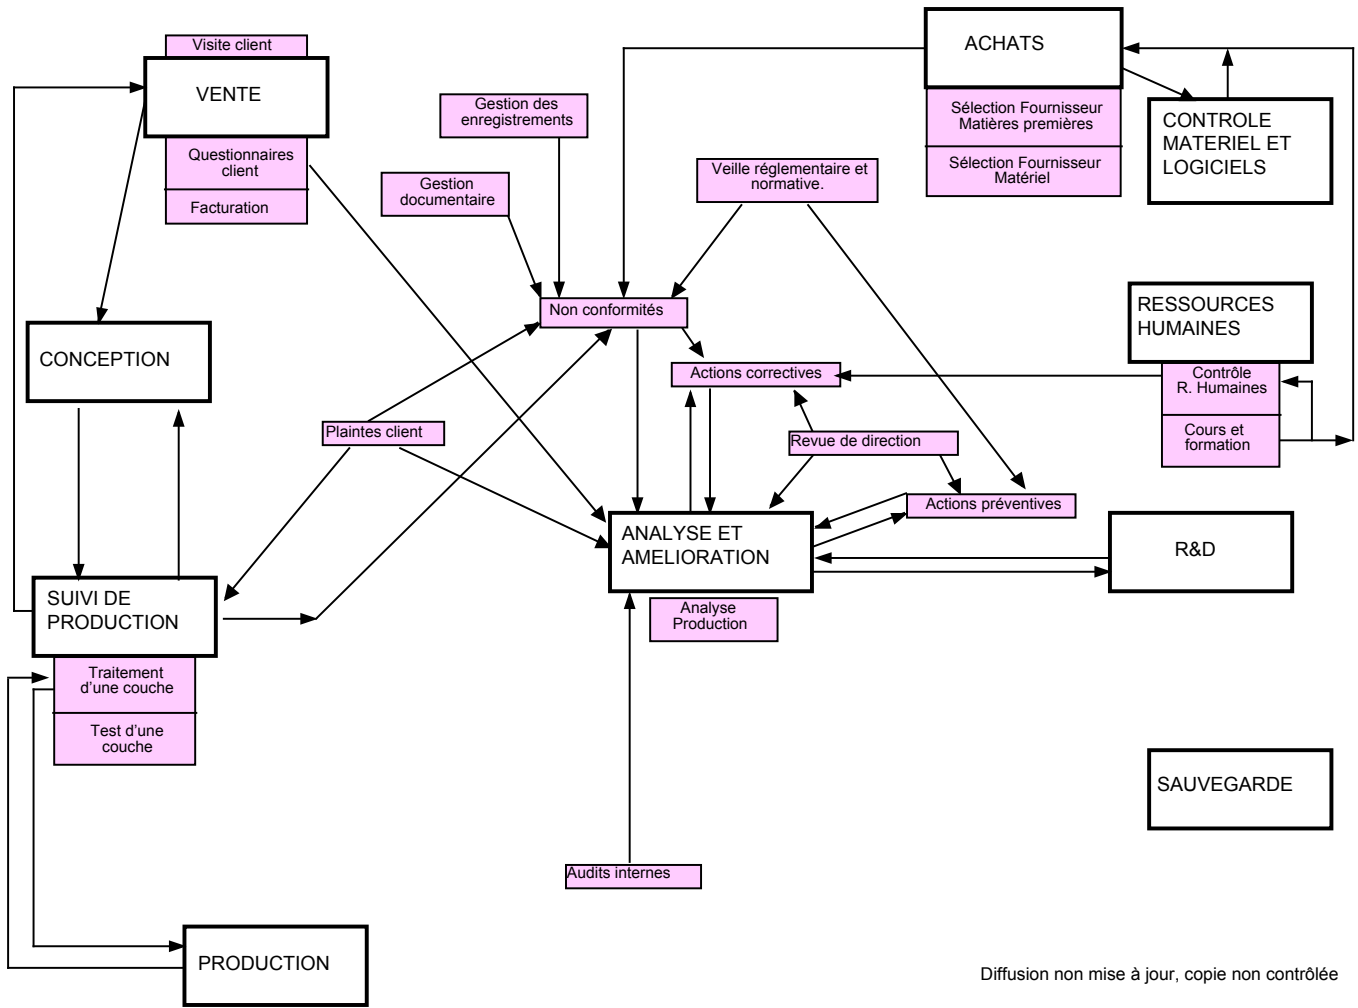 Visite client
VENTE
Questionnaires
client
Facturation
Gestion des
enregistrements
Gestion
documentaire
Veille réglementaire et
normative.
ACHATS
Sélection Fournisseur
Matières premières
Sélection Fournisseur
Matériel
CONTROLE
MATERIEL ET
LOGICIELS
Non conformités
RESSOURCES
HUMAINES
Contrôle
R. Humaines
Cours et
formation
CONCEPTION
Actions correctives
Plaintes client
Revue de direction
Actions préventives
ANALYSE ET
AMELIORATION
Analyse
Production
R&D
SUIVI DE
PRODUCTION
Traitement
d'une couche
Test d'une
couche
SAUVEGARDE
Audits internes
PRODUCTION
Diffusion non mise à jour, copie non contrôlée